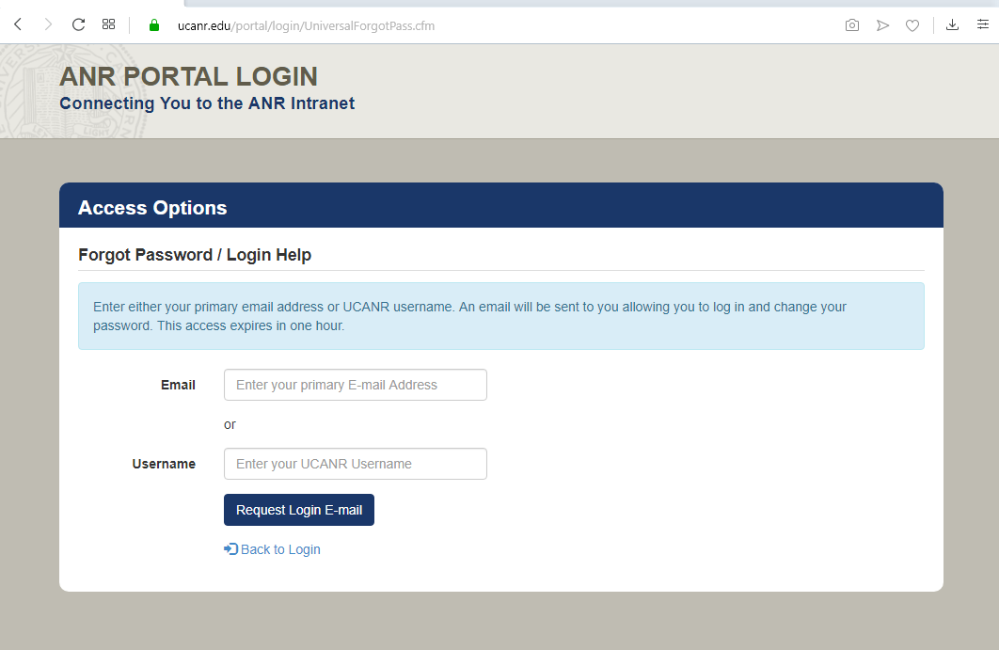 ucanr.edu/portal/login/UniversalForgotPass.cfm
ANR PORTAL LOGIN
Connecting You to the ANR Intranet
Access Options
Forgot Password / Login Help
Enter either your primary email address or UCANR username. An email will be sent to you allowing you to log in and change your
password. This access expires in one hour.
Email
Enter your primary E-mail Address
or
Username
Enter your UCANR Username
Request Login E-mail
Back to Login